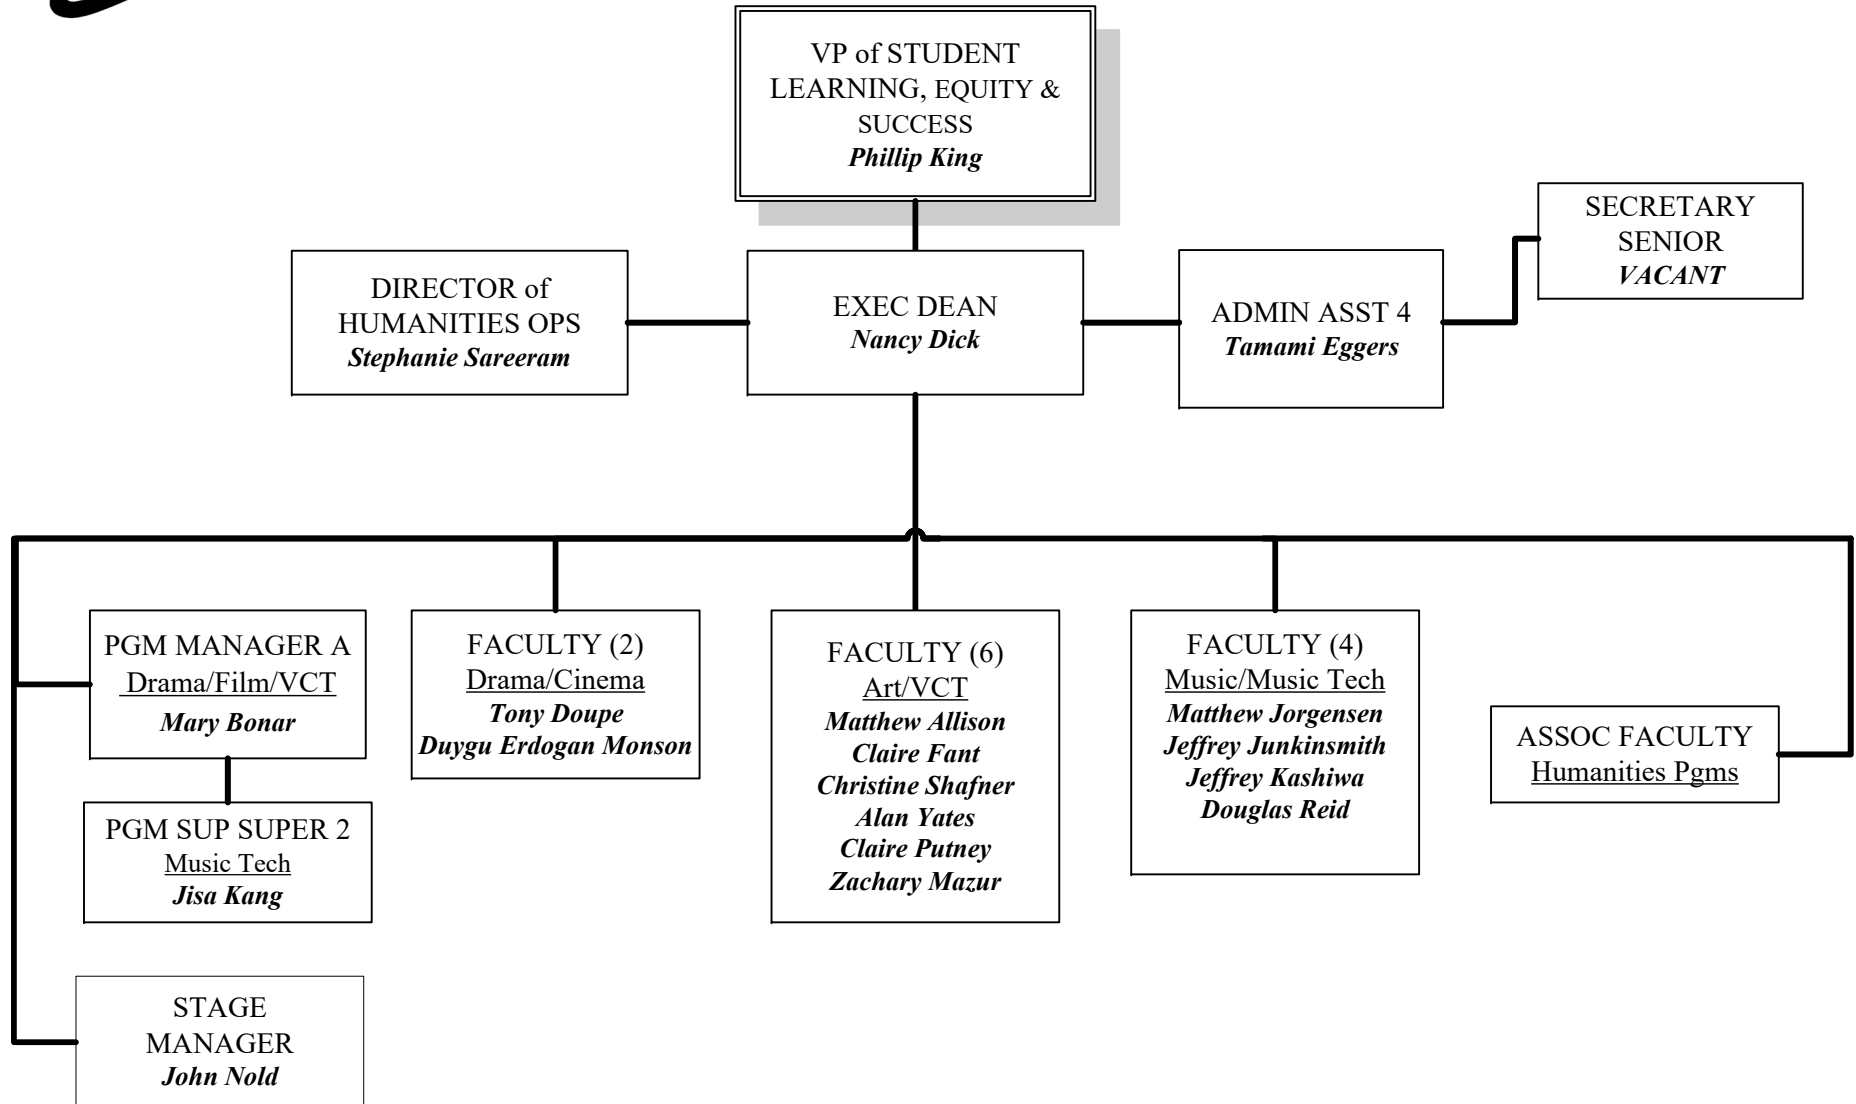 VP of STUDENT
LEARNING, EQUITY &
SUCCESS
Phillip King
SECRETARY
SENIOR
VACANT
DIRECTOR of
HUMANITIES OPS
Stephanie Sareeram
EXEC DEAN
Nancy Dick
ADMIN ASST 4
Tamami Eggers
PGM MANAGER A
Drama/Film/VCT
Mary Bonar
FACULTY (2)
Drama/Cinema
Tony Doupe
Duygu Erdogan Monson
FACULTY (6)
Art/VCT
Matthew Allison
Claire Fant
Christine Shafner
Alan Yates
Claire Putney
Zachary Mazur
FACULTY (4)
Music/Music Tech
Matthew Jorgensen
Jeffrey Junkinsmith
Jeffrey Kashiwa
Douglas Reid
ASSOC FACULTY
Humanities Pgms
PGM SUP SUPER 2
Music Tech
Jisa Kang
STAGE
MANAGER
John Nold